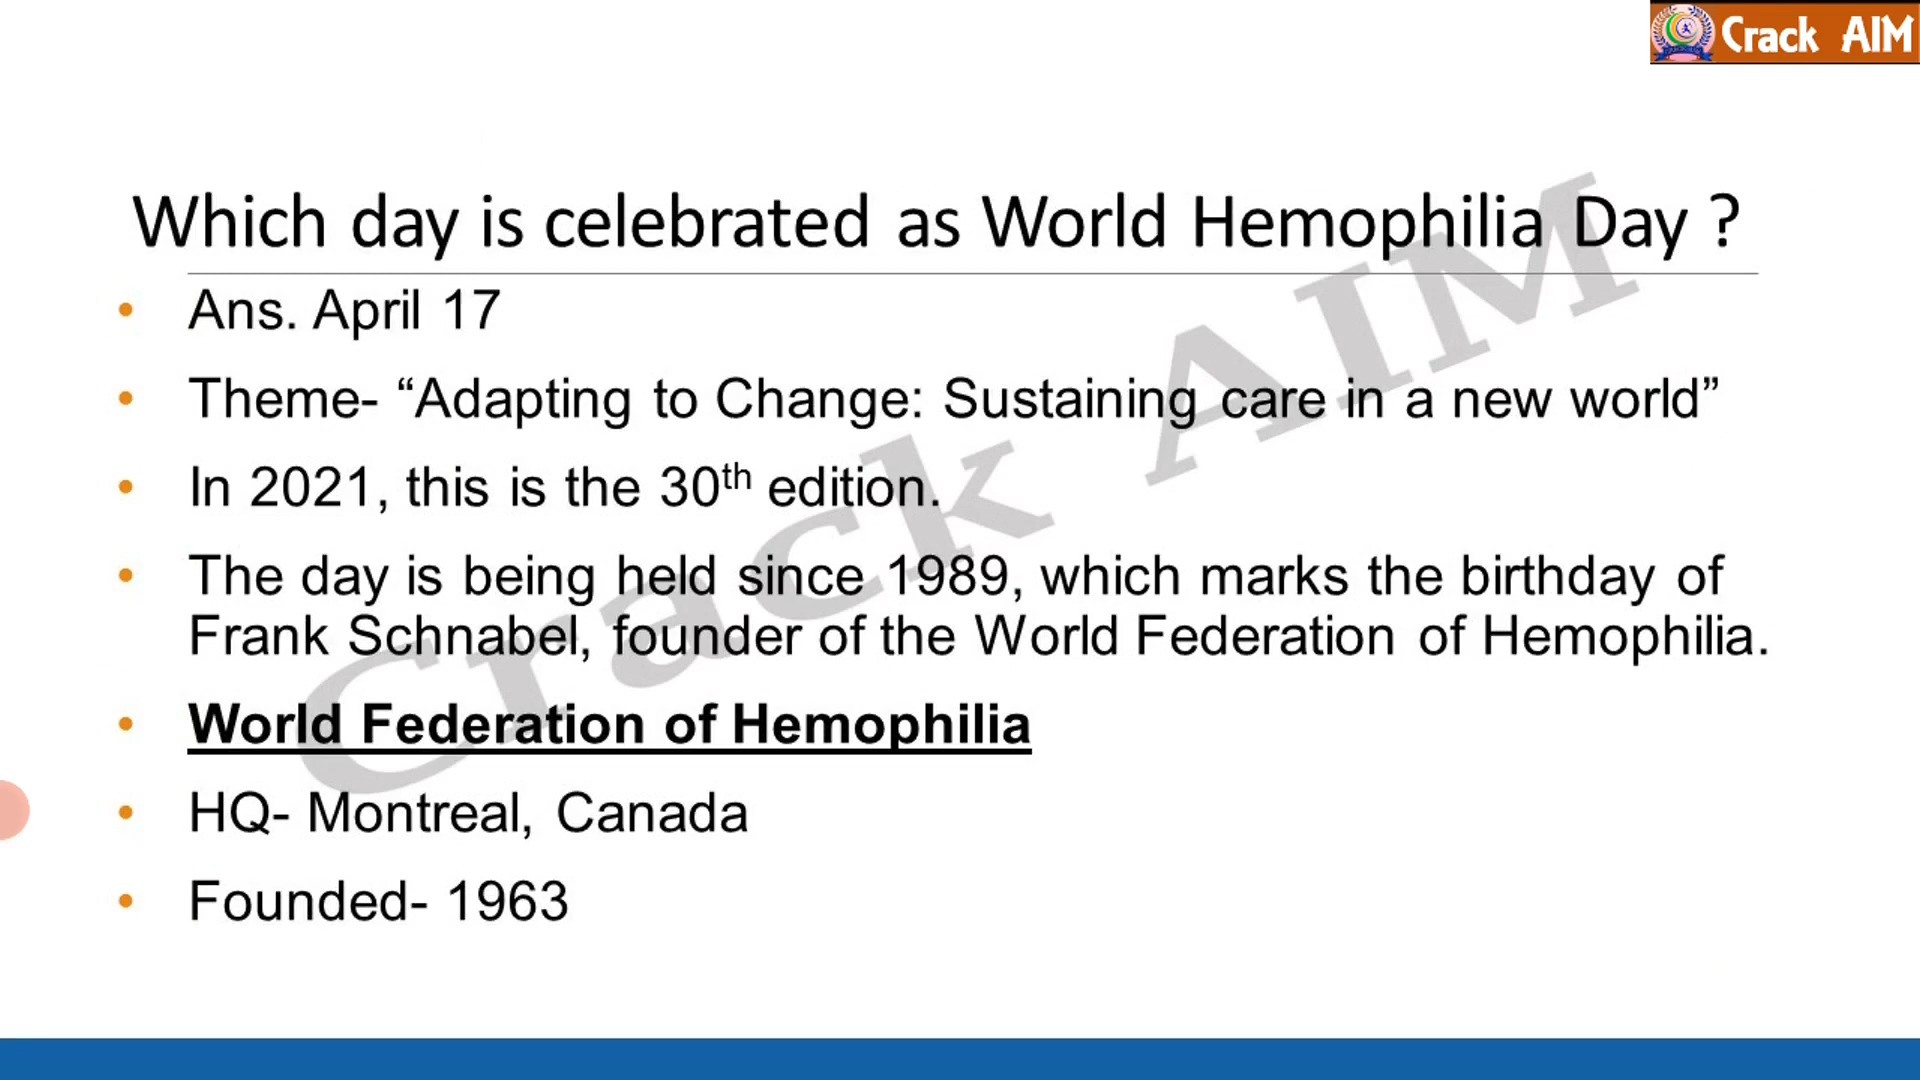 Crack AIM
Which day is celebrated as World Hemophilia Day ?
• Ans. April 17
• Theme- “Adapting to Change: Sustaining care in a new world”
• In 2021, this is the 30th edition.
• The day is being held since 1989, which marks the birthday of
Frank Schnabel, founder of the World Federation of Hemophilia.
• World Federation of Hemophilia
• HQ- Montreal, Canada
• Founded- 1963
Crack AIM